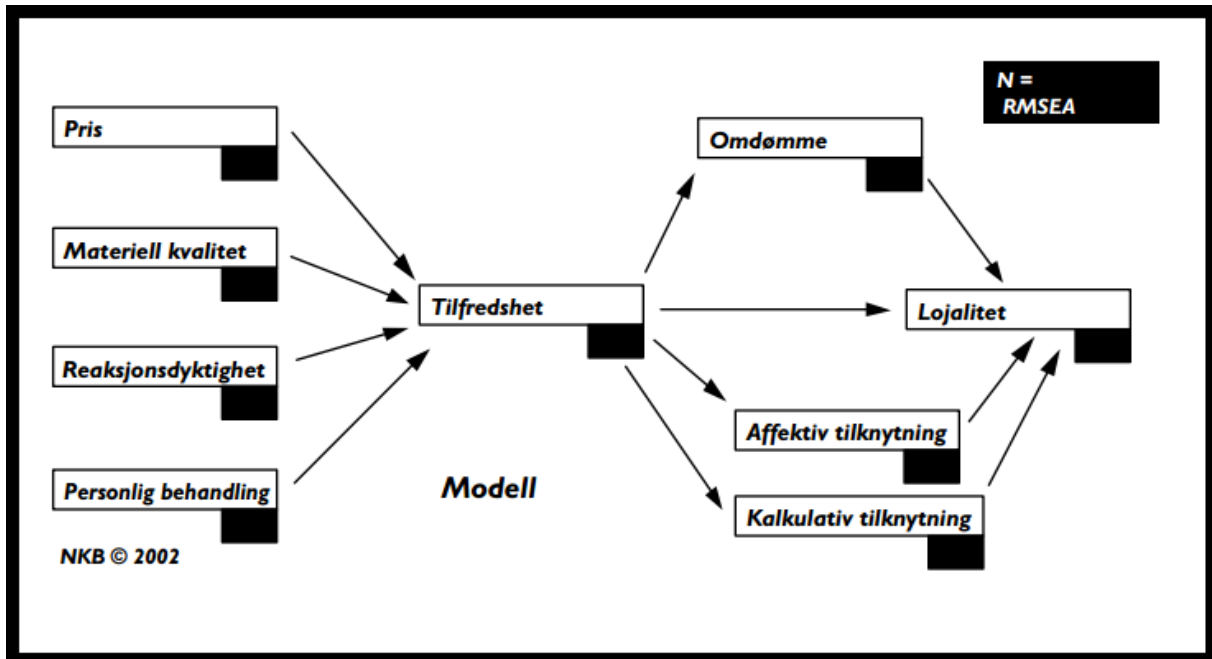 N =
RMSEA
Pris
Omdømme
Materiell kvalitet
Tilfredshet
Lojalitet
Reaksjonsdyktighet
Affektiv tilknytning
Personlig behandling
Modell
Kalkulativ tilknytning
NKB © 2002